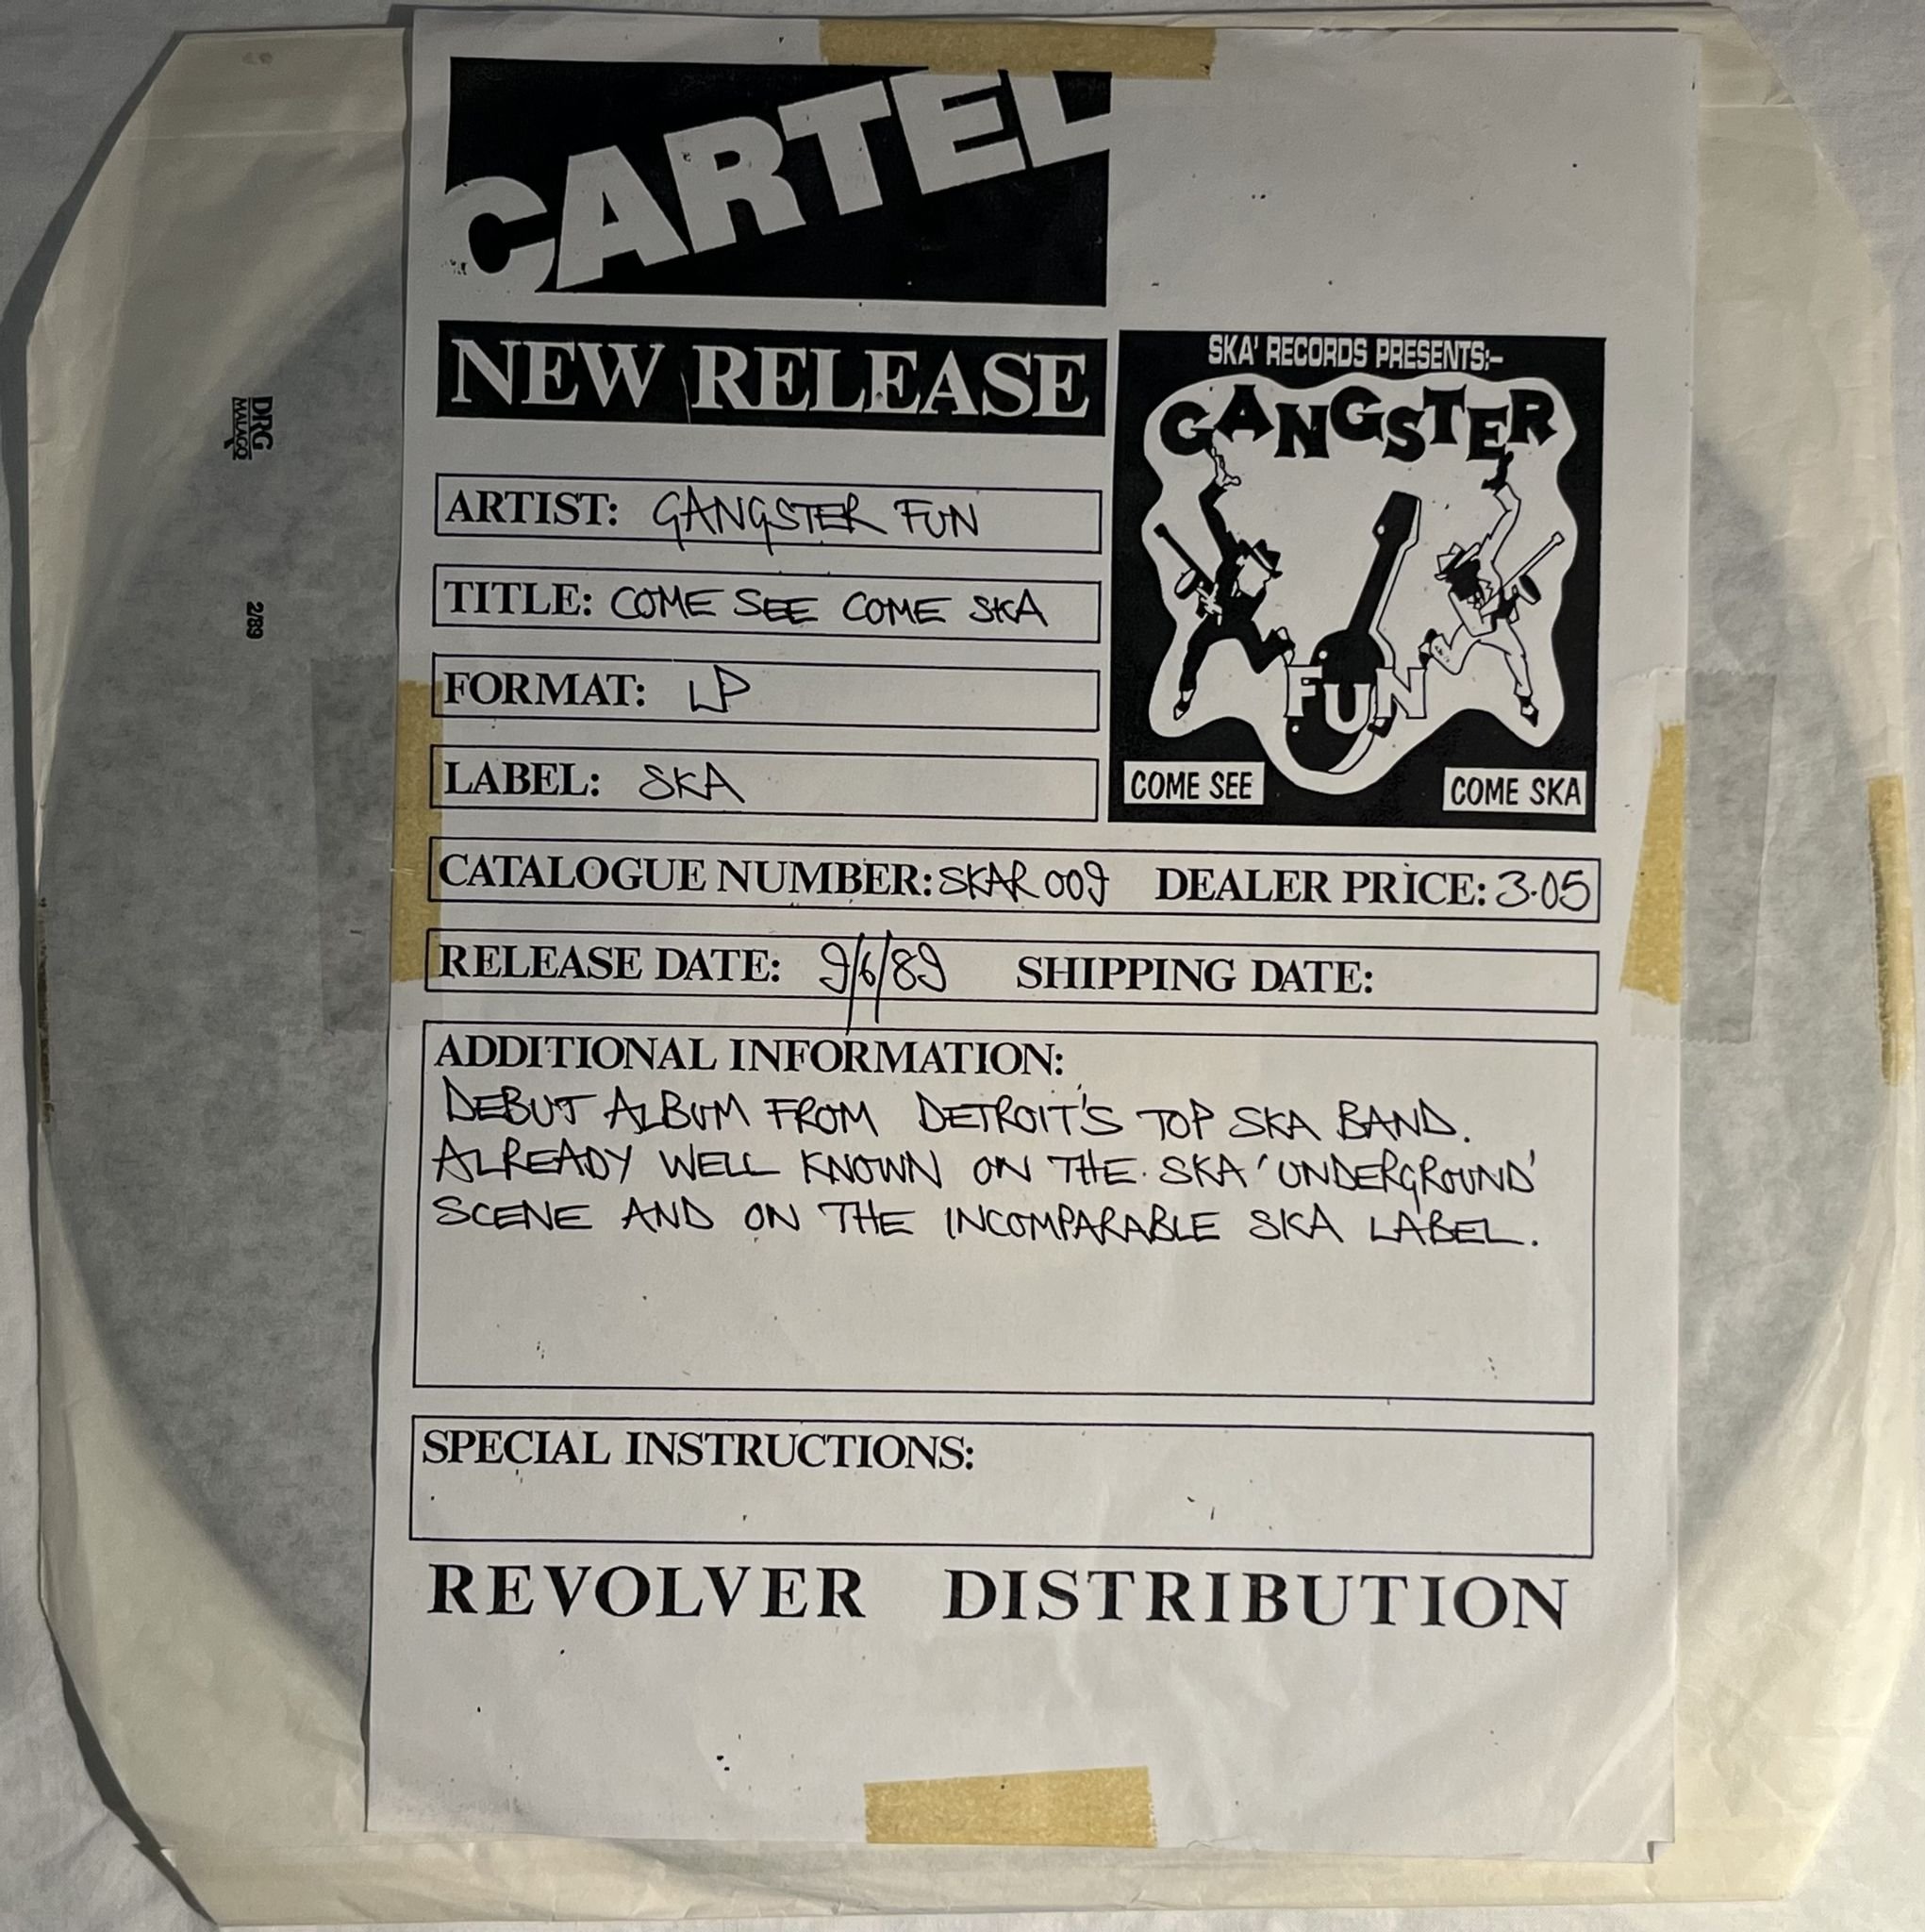 CARTEL
NEW RELEASE
SKA' RECORDS PRESENTS:-
GANGSTER
FUN
COME SEE
COME SKA
ARTIST: GANGSTER FUN
TITLE: COME SEE COME SKA
FORMAT: LP
LABEL: SKA
CATALOGUE NUMBER: SKAR 009 DEALER PRICE: 3.05
RELEASE DATE: 9/6/89 SHIPPING DATE:
ADDITIONAL INFORMATION:
DEBUT ALBUM FROM DETROIT'S TOP SKA BAND.
ALREADY WELL KNOWN ON THE SKA 'UNDERGROUND'
SCENE AND ON THE INCOMPARABLE SKA LABEL.
SPECIAL INSTRUCTIONS:
REVOLVER DISTRIBUTION
DRG
MALAGO
2/89